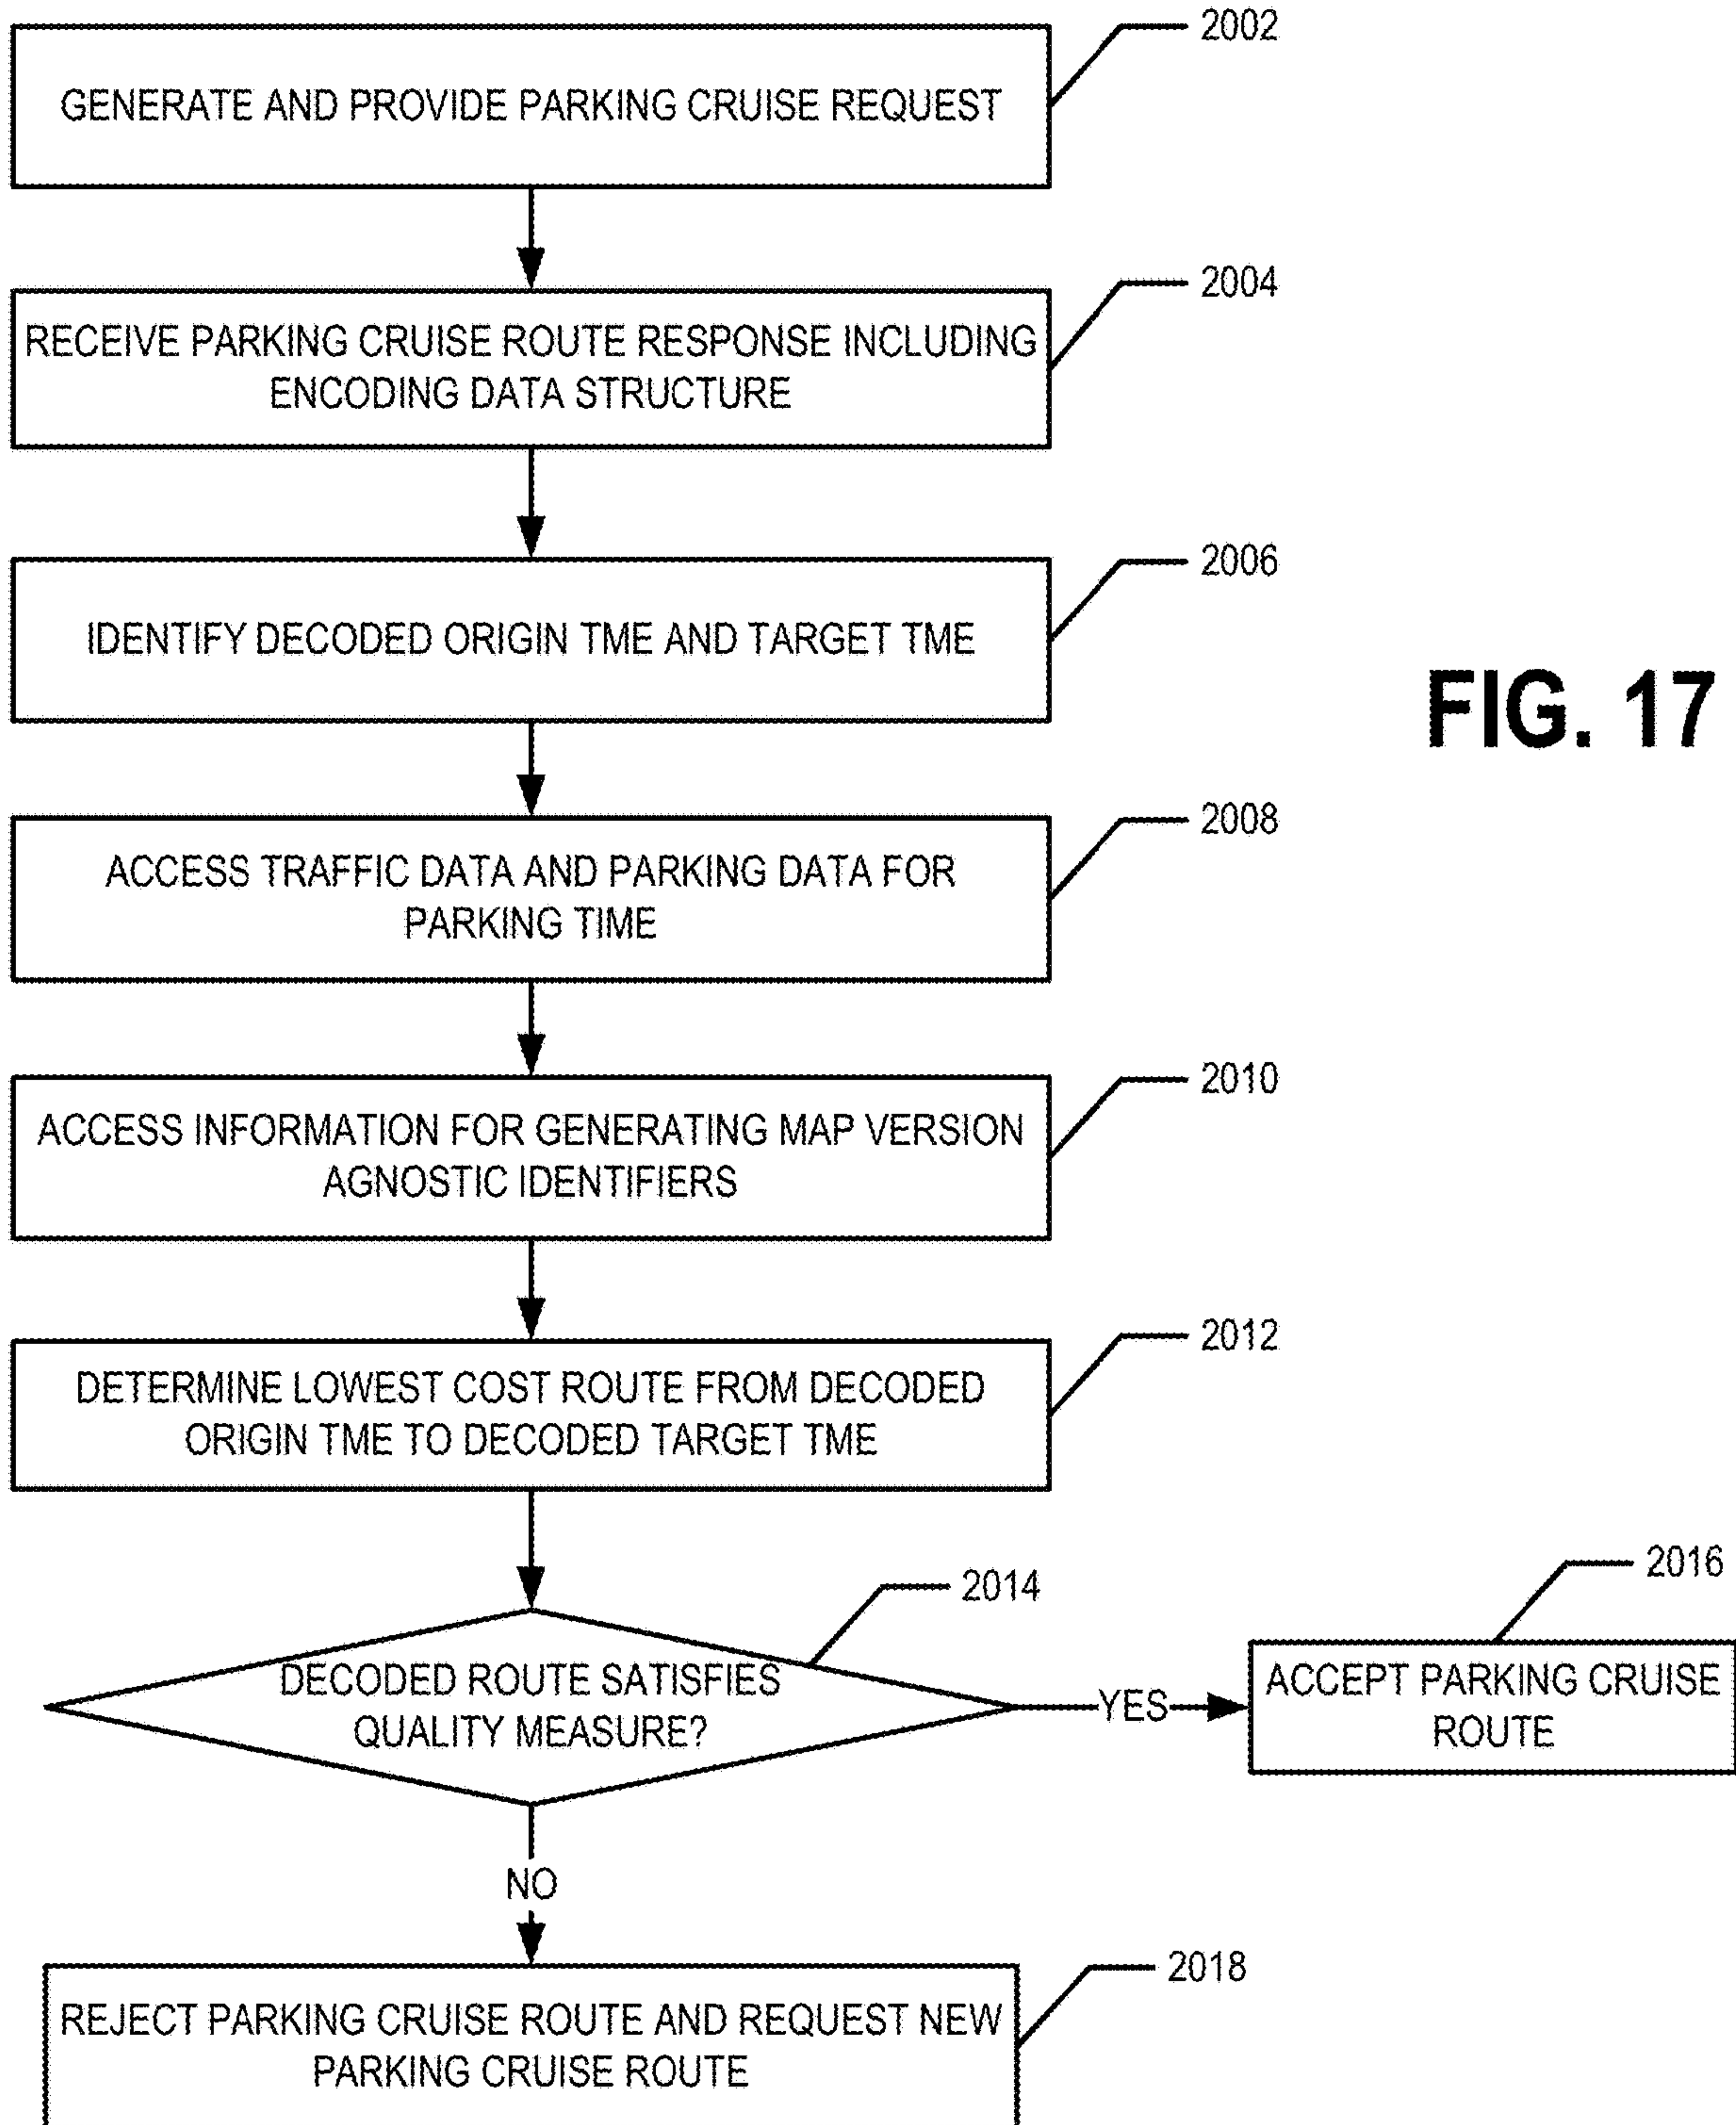 2002
GENERATE AND PROVIDE PARKING CRUISE REQUEST
2004
RECEIVE PARKING CRUISE ROUTE RESPONSE INCLUDING
ENCODING DATA STRUCTURE
2006
IDENTIFY DECODED ORIGIN TME AND TARGET TME
FIG. 17
2008
ACCESS TRAFFIC DATA AND PARKING DATA FOR
PARKING TIME
2010
ACCESS INFORMATION FOR GENERATING MAP VERSION
AGNOSTIC IDENTIFIERS
2012
DETERMINE LOWEST COST ROUTE FROM DECODED
ORIGIN TME TO DECODED TARGET TME
2014
DECODED ROUTE SATISFIES
QUALITY MEASURE?
YES
2016
ACCEPT PARKING CRUISE
ROUTE
NO
2018
REJECT PARKING CRUISE ROUTE AND REQUEST NEW
PARKING CRUISE ROUTE